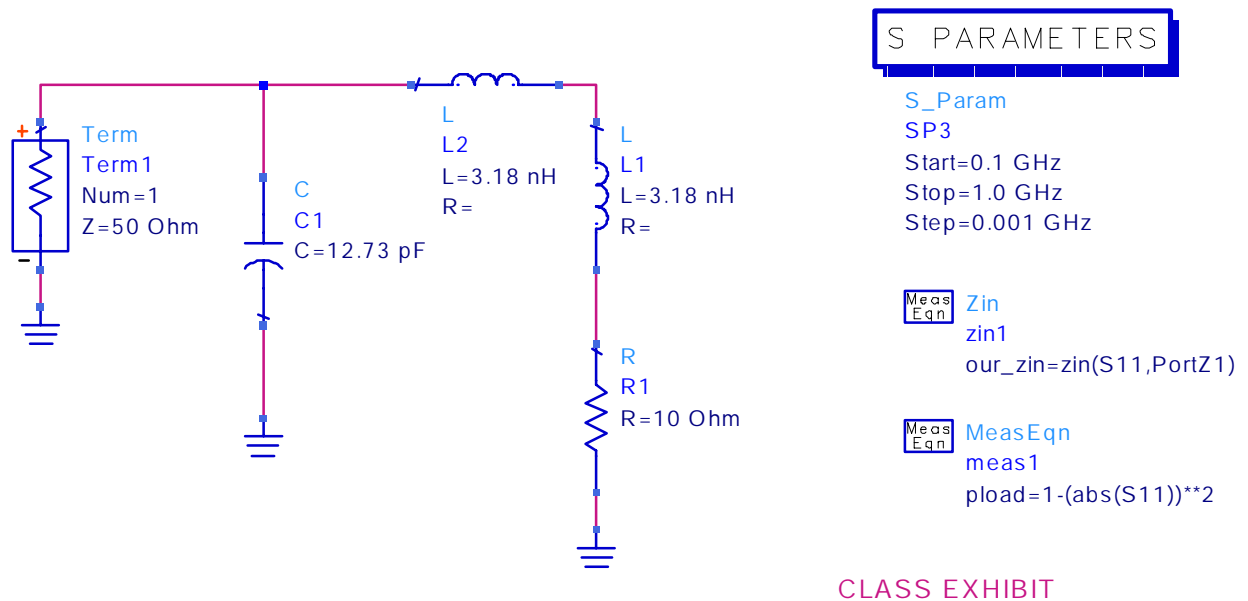 S PARAMETERS
S_Param
SP3
Start=0.1 GHz
Stop=1.0 GHz
Step=0.001 GHz
+
Term
Term1
Num=1
Z=50 Ohm
−
C
C1
C=12.73 pF
L
L2
L=3.18 nH
R=
L
L1
L=3.18 nH
R=
R
R1
R=10 Ohm
Meas
Eqn
Zin
zin1
our_zin=zin(S11,PortZ1)
Meas
Eqn
MeasEqn
meas1
pload=1-(abs(S11))**2
CLASS EXHIBIT